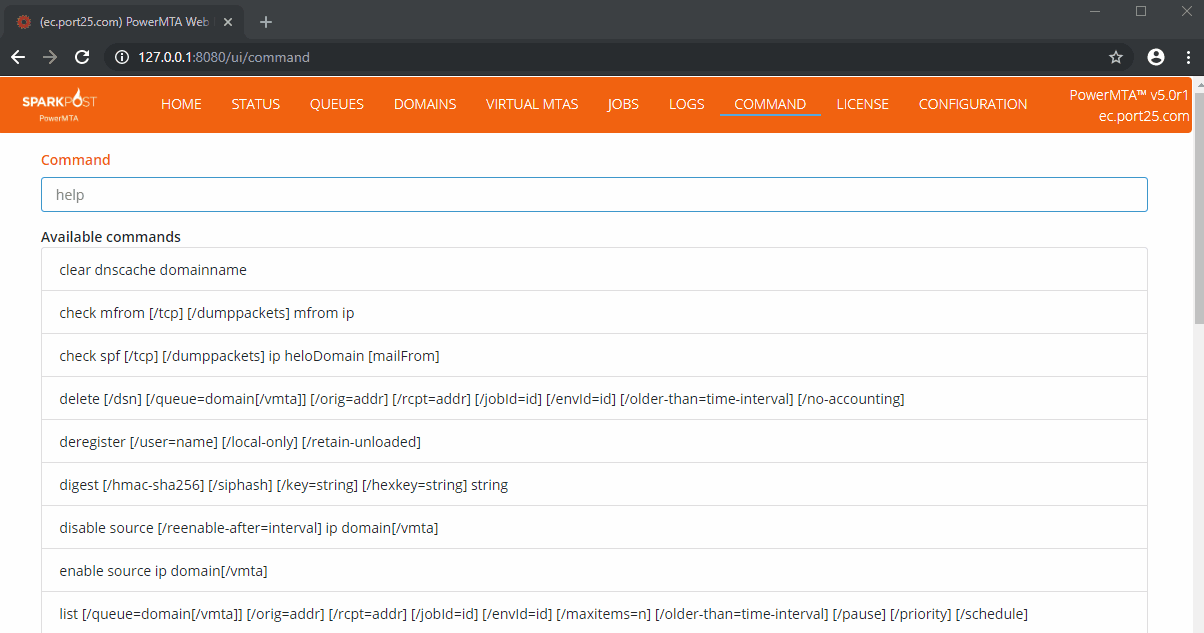 (ec.port25.com) PowerMTA Web
127.0.0.1:8080/ui/command
SPARKPOST
PowerMTA
HOME STATUS QUEUES DOMAINS VIRTUAL MTAS JOBS LOGS COMMAND LICENSE CONFIGURATION
PowerMTA™ v5.0r1
ec.port25.com
Command
help
Available commands
clear dnscache domainname
check mfrom [/tcp] [/dumppackets] mfrom ip
check spf [/tcp] [/dumppackets] ip heloDomain [mailFrom]
delete [/dsn] [/queue=domain[/vmta]] [/orig=addr] [/rcpt=addr] [/jobId=id] [/envId=id] [/older-than=time-interval] [/no-accounting]
deregister [/user=name] [/local-only] [/retain-unloaded]
digest [/hmac-sha256] [/siphash] [/key=string] [/hexkey=string] string
disable source [/reenable-after=interval] ip domain[/vmta]
enable source ip domain[/vmta]
list [/queue=domain[/vmta]] [/orig=addr] [/rcpt=addr] [/jobId=id] [/envId=id] [/maxitems=n] [/older-than=time-interval] [/pause] [/priority] [/schedule]